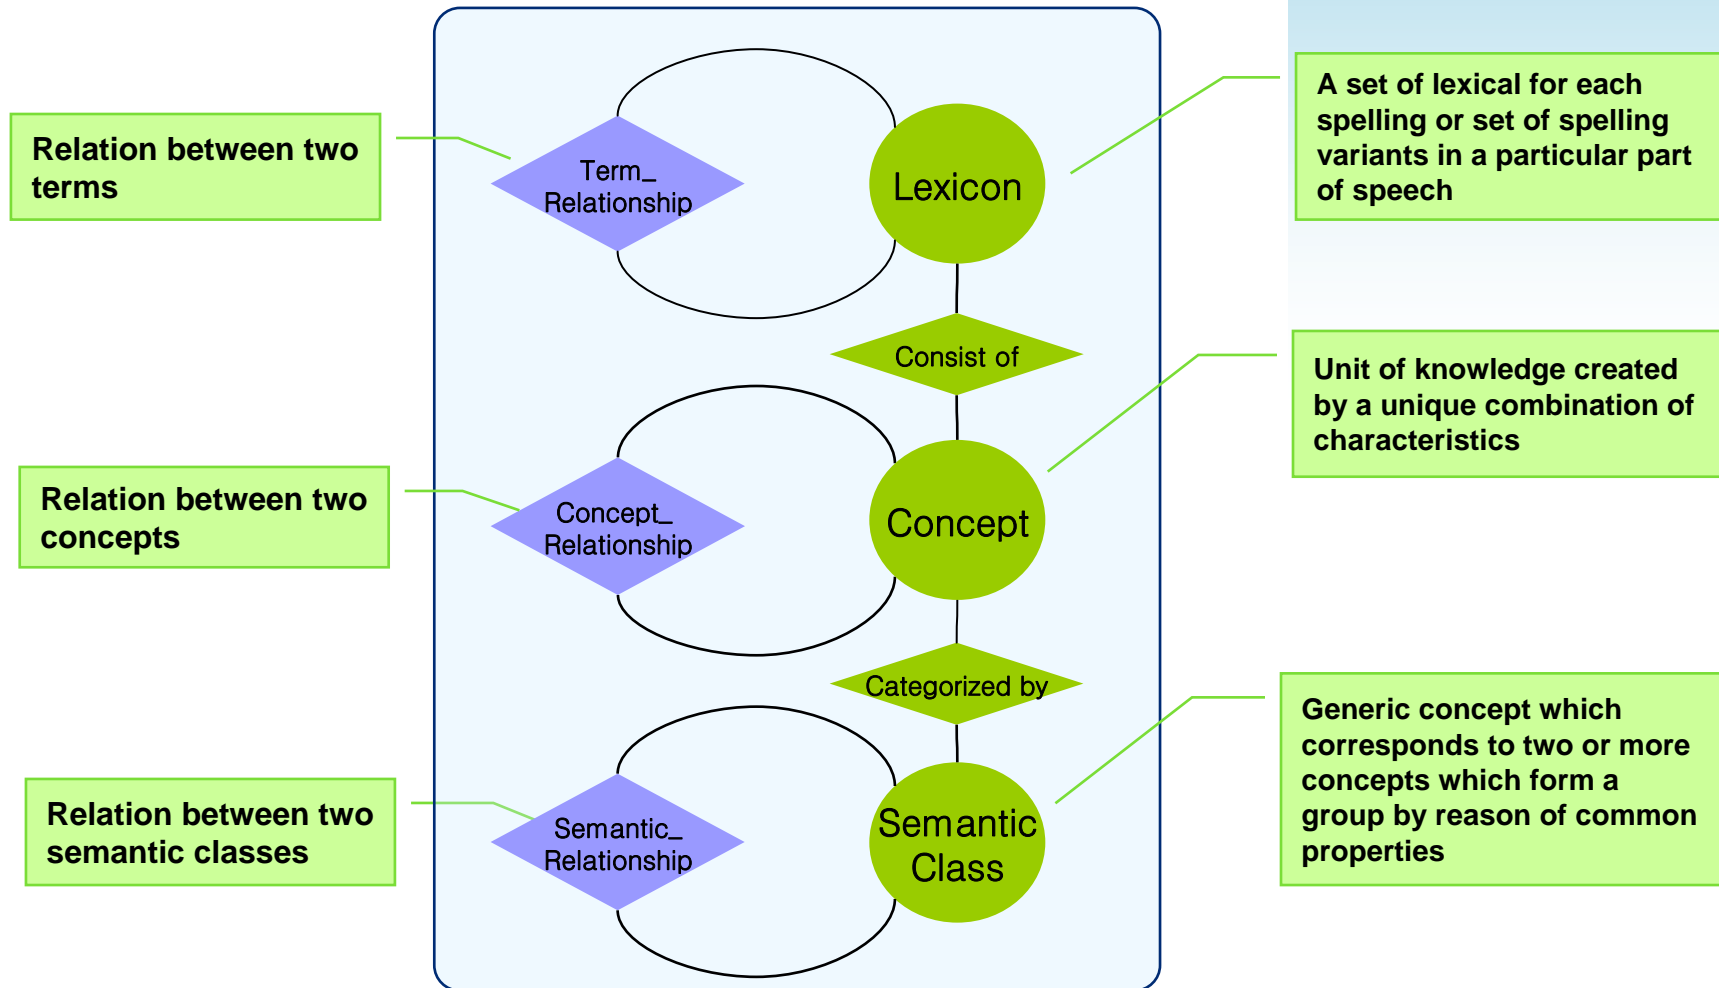 Relation between two
terms
Term_
Relationship
Lexicon
A set of lexical for each
spelling or set of spelling
variants in a particular part
of speech
Consist of
Relation between two
concepts
Concept_
Relationship
Concept
Unit of knowledge created
by a unique combination of
characteristics
Categorized by
Relation between two
semantic classes
Semantic_
Relationship
Semantic
Class
Generic concept which
corresponds to two or more
concepts which form a
group by reason of common
properties